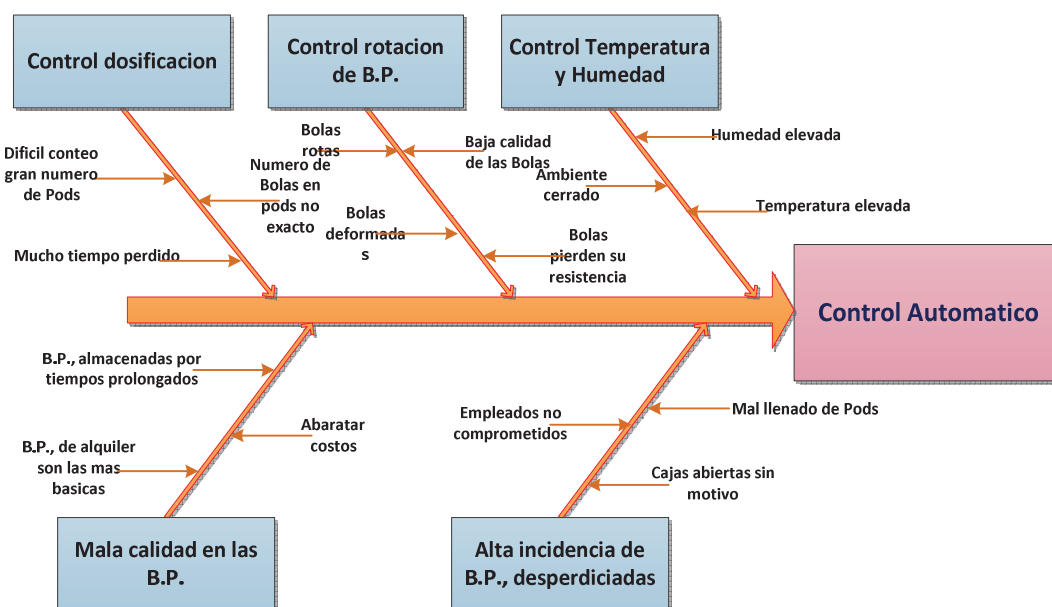 Control dosificacion
Control rotacion
de B.P.
Control Temperatura
y Humedad
Dificil conteo
gran numero
de Pods
Numero de
Bolas en
pods no
exacto
Mucho tiempo perdido
Bolas
rotas
Baja calidad
de las Bolas
Bolas
deformada
s
Bolas
pierden su
resistencia
Humedad elevada
Ambiente
cerrado
Temperatura elevada
Control Automatico
B.P., almacenadas por
tiempos prolongados
Abaratar
costos
B.P., de alquiler
son las mas
basicas
Empleados no
comprometidos
Mal llenado de Pods
Cajas abiertas sin
motivo
Mala calidad en las
B.P.
Alta incidencia de
B.P., desperdiciadas